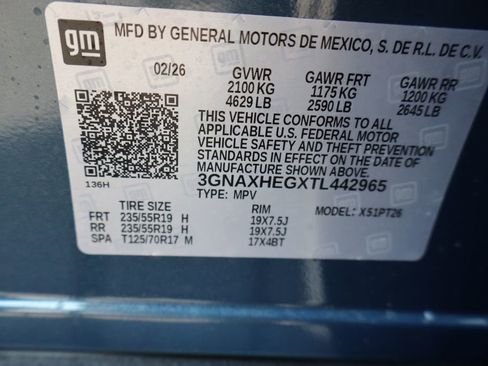 gm
MFD BY GENERAL MOTORS DE MEXICO, S. DE R.L. DE C.V.
02/26 GVWR GAWR FRT GAWR RR
2100 KG 1175 KG 1200 KG
4629 LB 2590 LB 2645 LB
THIS VEHICLE CONFORMS TO ALL
APPLICABLE U.S. FEDERAL MOTOR
VEHICLE SAFETY AND THEFT PREVENTION
STANDARDS IN EFFECT ON THE DATE OF
MANUFACTURE SHOWN ABOVE.
136H 3GNAXHEGXTL442965
TYPE: MPV MODEL: X51PT26
TIRE SIZE RIM
FRT 235/55R19 H 19X7.5J
RR 235/55R19 H 19X7.5J
SPA T125/70R17 M 17X4BT